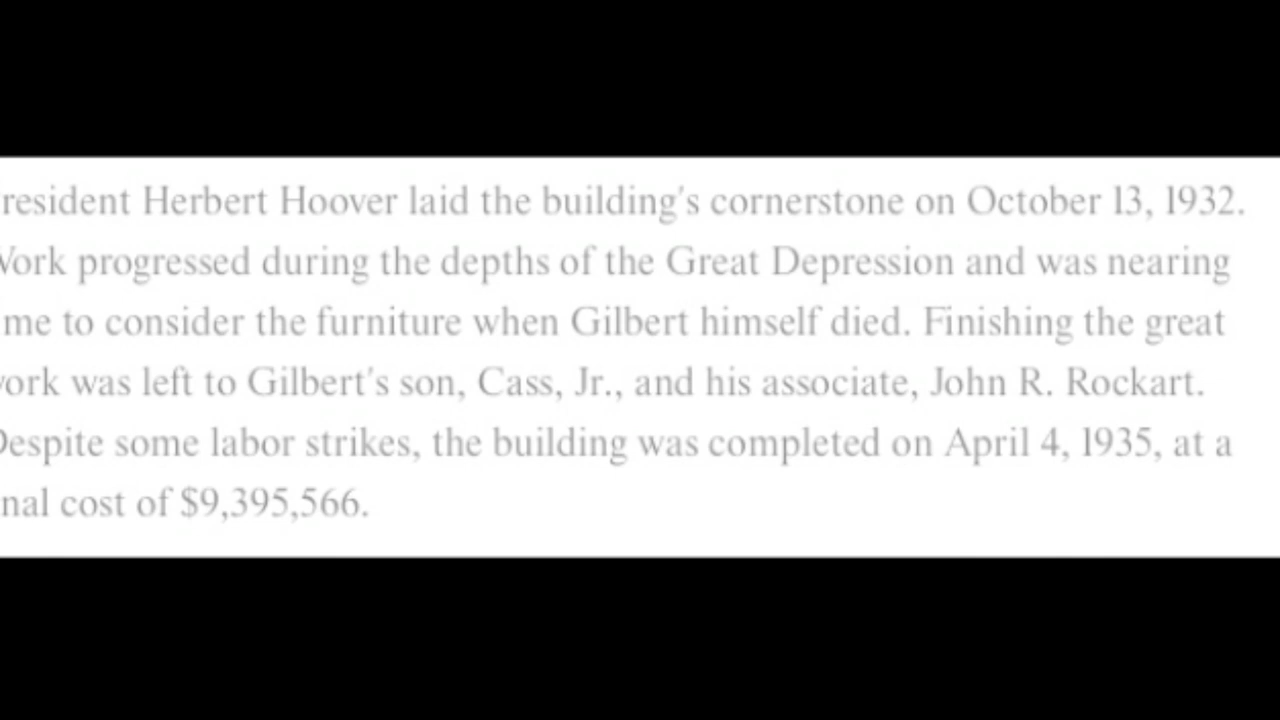 resident Herbert Hoover laid the building's cornerstone on October 13, 1932.
Work progressed during the depths of the Great Depression and was nearing
me to consider the furniture when Gilbert himself died. Finishing the great
ork was left to Gilbert's son, Cass, Jr., and his associate, John R. Rockart.
Despite some labor strikes, the building was completed on April 4, 1935, at a
nal cost of $9,395,566.